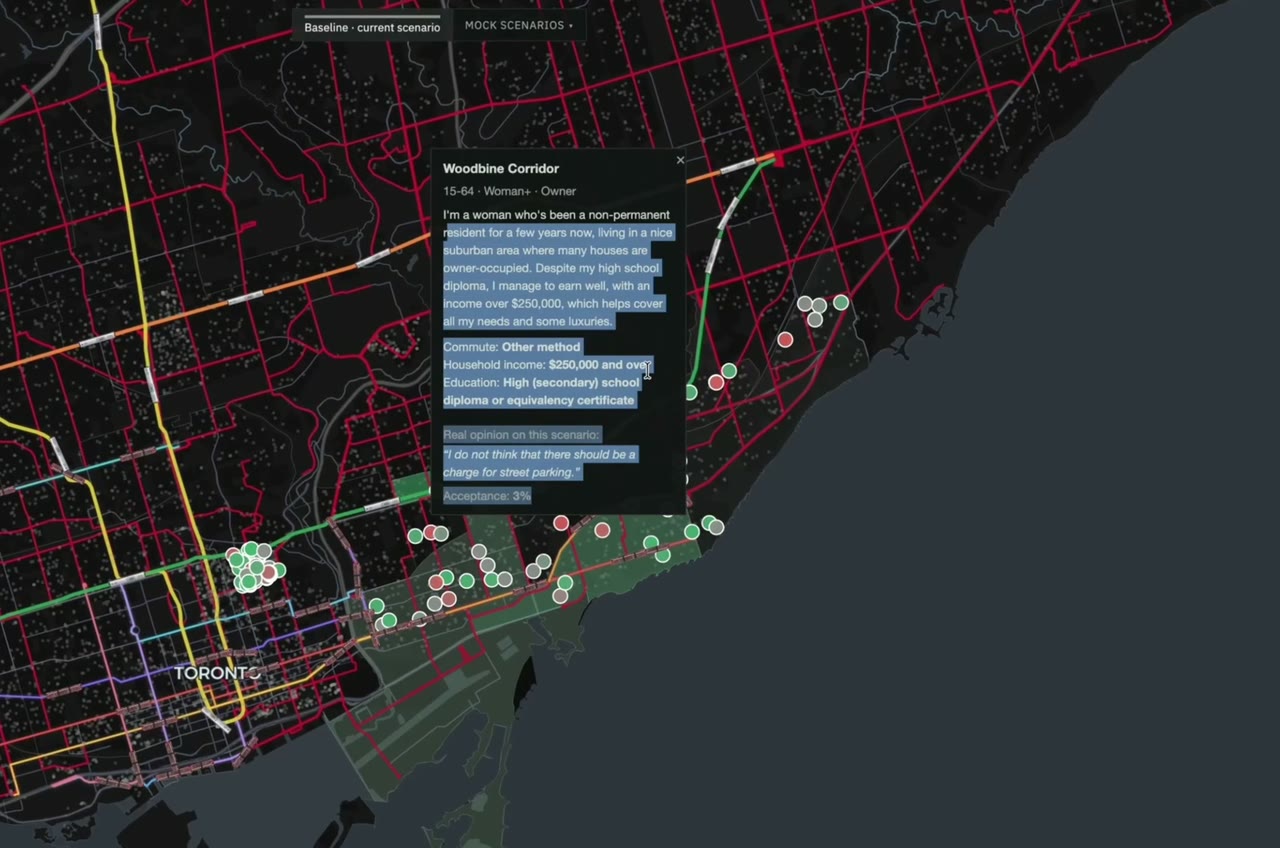 Baseline · current scenario
MOCK SCENARIOS
Woodbine Corridor
15-64 · Woman+ · Owner
I'm a woman who's been a non-permanent
resident for a few years now, living in a nice
suburban area where many houses are
owner-occupied. Despite my high school
diploma, I manage to earn well, with an
income over $250,000, which helps cover
all my needs and some luxuries.
Commute: Other method
Household income: $250,000 and over
Education: High (secondary) school
diploma or equivalency certificate
Real opinion on this scenario:
"I do not think that there should be a
charge for street parking."
Acceptance: 3%
TORONTO